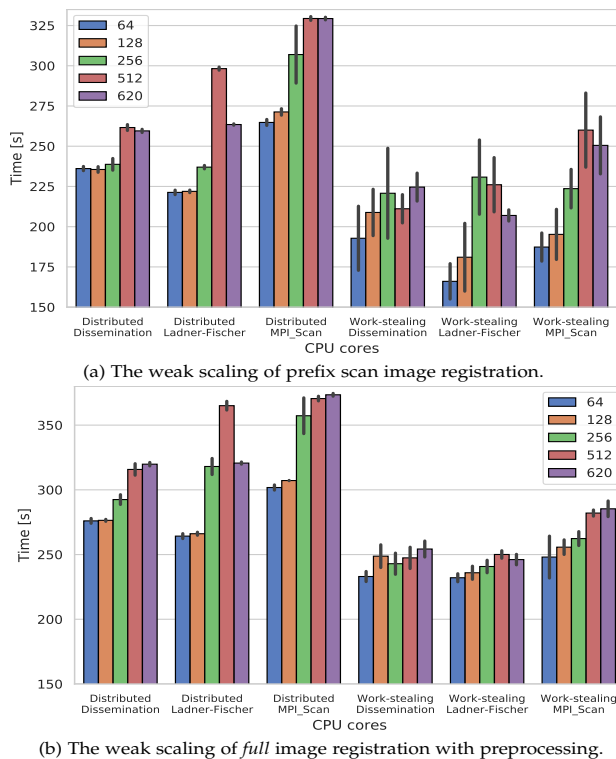 325
300
275
250
225
200
175
150
Time [s]
64
128
256
512
620
Distributed Dissemination
Distributed Ladner-Fischer
Distributed MPI_Scan
Work-stealing Dissemination
Work-stealing Ladner-Fischer
Work-stealing MPI_Scan
CPU cores
(a) The weak scaling of prefix scan image registration.
350
300
250
200
150
Time [s]
64
128
256
512
620
Distributed Dissemination
Distributed Ladner-Fischer
Distributed MPI_Scan
Work-stealing Dissemination
Work-stealing Ladner-Fischer
Work-stealing MPI_Scan
CPU cores
(b) The weak scaling of full image registration with preprocessing.